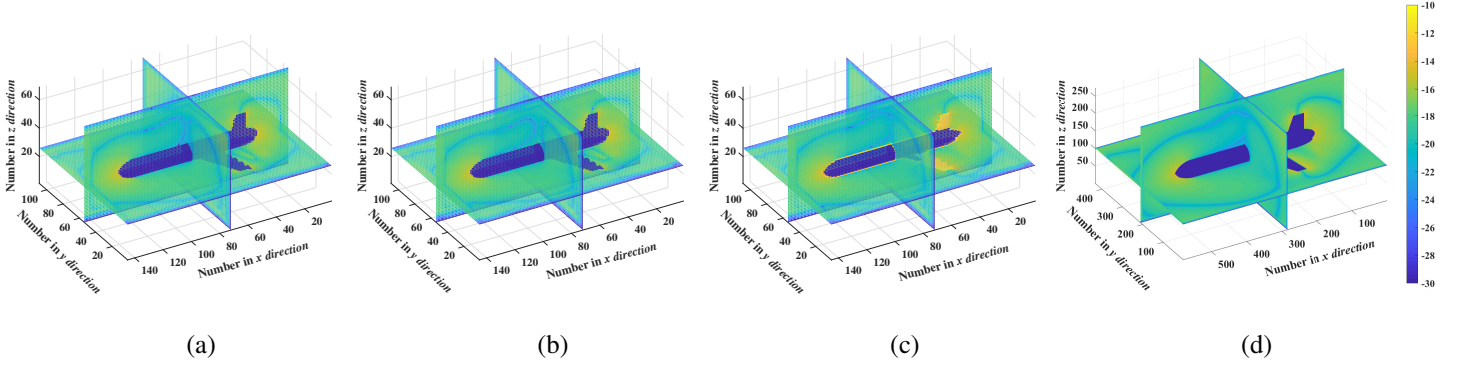 60
40
20
Number in z direction
100
80
60
40
20
Number in y direction
140 120 100 80 60 40 20
Number in x direction
60
40
20
Number in z direction
100
80
60
40
20
Number in y direction
140 120 100 80 60 40 20
Number in x direction
60
40
20
Number in z direction
100
80
60
40
20
Number in y direction
140 120 100 80 60 40 20
Number in x direction
250
200
150
100
50
Number in z direction
400
300
200
100
Number in y direction
500 400 300 200 100
Number in x direction
-10
-12
-14
-16
-18
-20
-22
-24
-26
-28
-30
(a) (b) (c) (d)